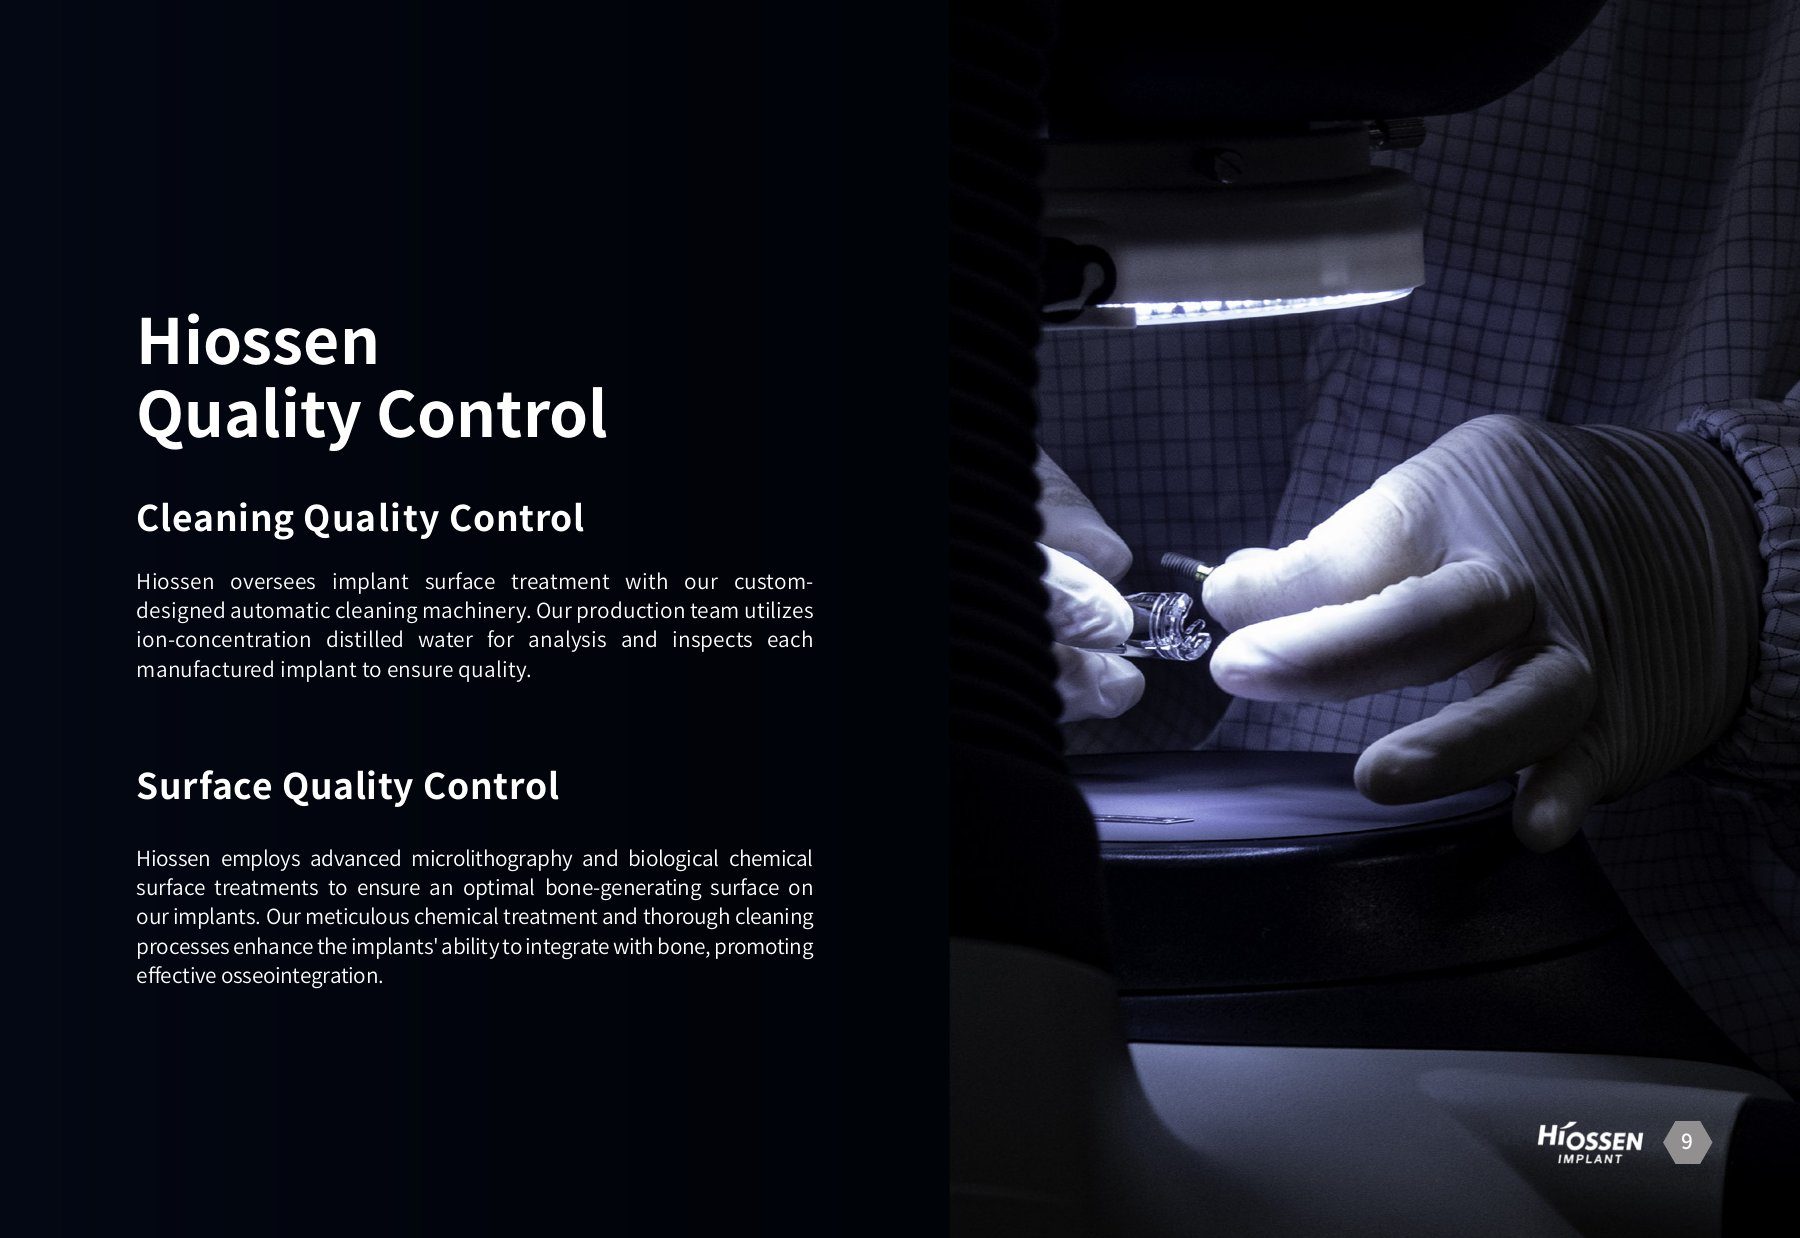 Hiossen
Quality Control
Cleaning Quality Control
Hiossen oversees implant surface treatment with our custom-
designed automatic cleaning machinery. Our production team utilizes
ion-concentration distilled water for analysis and inspects each
manufactured implant to ensure quality.
Surface Quality Control
Hiossen employs advanced microlithography and biological chemical
surface treatments to ensure an optimal bone-generating surface on
our implants. Our meticulous chemical treatment and thorough cleaning
processes enhance the implants' ability to integrate with bone, promoting
effective osseointegration.
HIOSSEN
IMPLANT
9